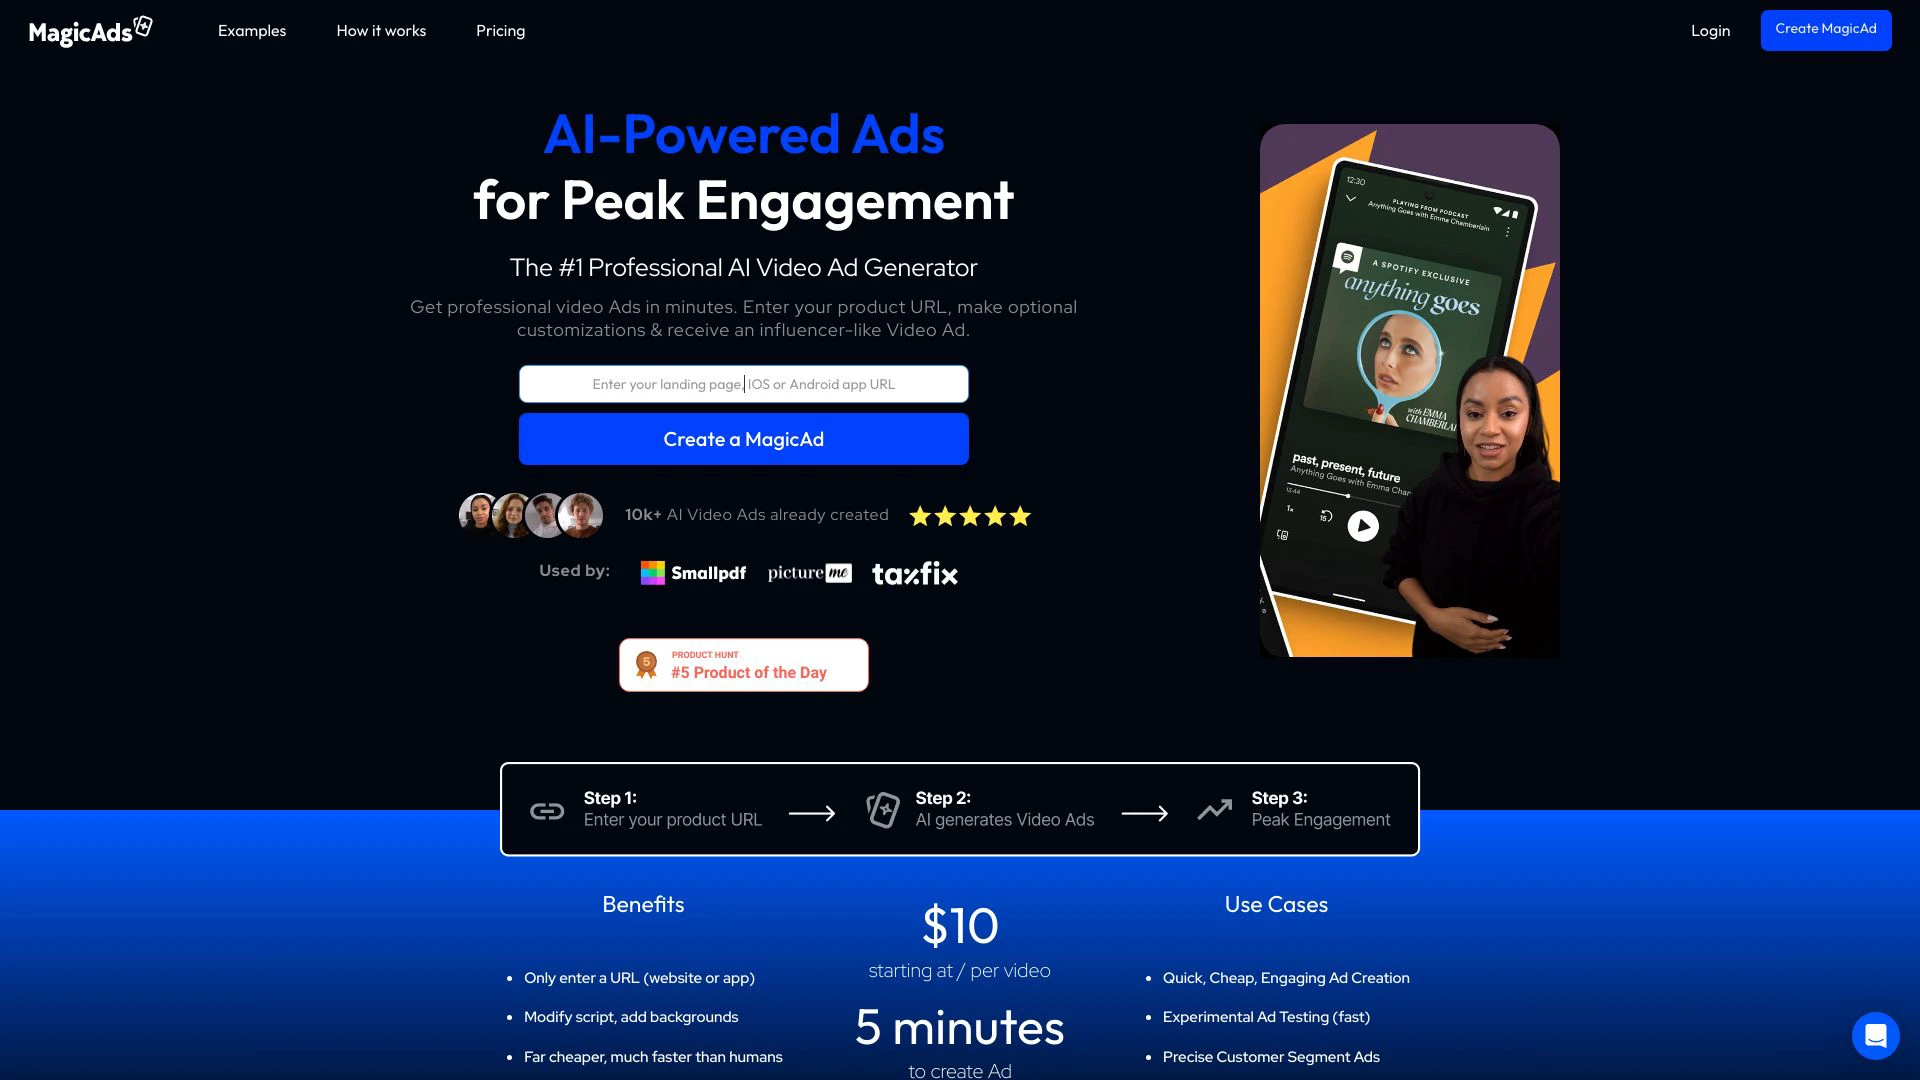 MagicAds
Examples
How it works
Pricing
Login
Create MagicAd
AI-Powered Ads
for Peak Engagement
The #1 Professional AI Video Ad Generator
Get professional video Ads in minutes. Enter your product URL, make optional
customizations & receive an influencer-like Video Ad.
Enter your landing page, IOS or Android app URL
Create a MagicAd
10k+ AI Video Ads already created
Used by:
Smallpdf
picture me
taxfix
5
PRODUCT HUNT
#5 Product of the Day
12:30
PLAYING FROM PODCAST
Anything Goes with Emma Chamberlain
A SPOTIFY EXCLUSIVE
anything goes
with EMMA
past, present, future
Anything Goes with Emma
13:44
1x
15
Step 1:
Enter your product URL
Step 2:
AI generates Video Ads
Step 3:
Peak Engagement
Benefits
• Only enter a URL (website or app)
• Modify script, add backgrounds
• Far cheaper, much faster than humans
$10
starting at / per video
5 minutes
to create Ad
Use Cases
• Quick, Cheap, Engaging Ad Creation
• Experimental Ad Testing (fast)
• Precise Customer Segment Ads